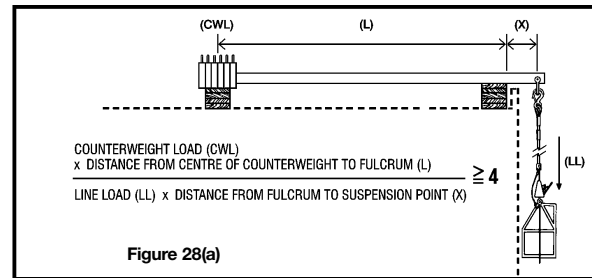 (CWL) (L) (X)
COUNTERWEIGHT LOAD (CWL)
x DISTANCE FROM CENTRE OF COUNTERWEIGHT TO FULCRUM (L)
≧ 4
LINE LOAD (LL) x DISTANCE FROM FULCRUM TO SUSPENSION POINT (X)
(LL)
Figure 28(a)